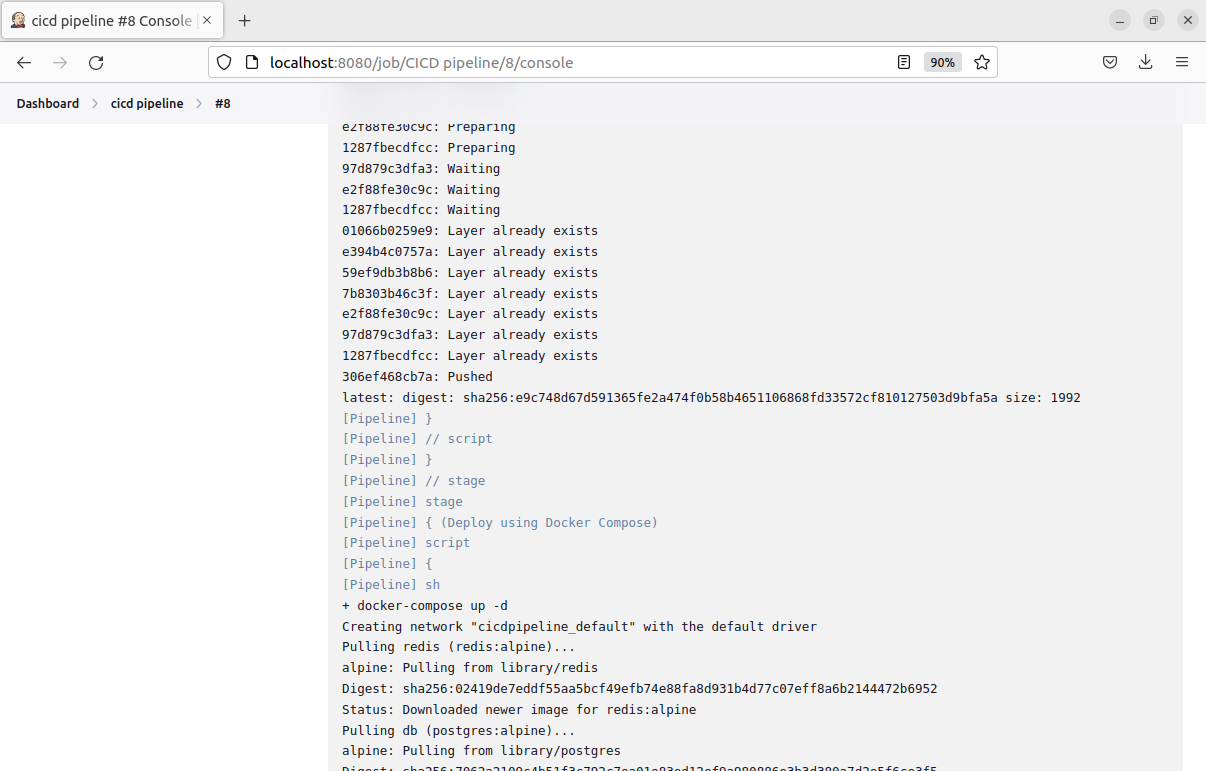 cicd pipeline #8 Console
localhost:8080/job/CICD pipeline/8/console
90%
Dashboard
cicd pipeline
#8
e2f88fe30c9c: Preparing
1287fbecdfcc: Preparing
97d879c3dfa3: Waiting
e2f88fe30c9c: Waiting
1287fbecdfcc: Waiting
01066b0259e9: Layer already exists
e394b4c0757a: Layer already exists
59ef9db3b8b6: Layer already exists
7b8303b46c3f: Layer already exists
e2f88fe30c9c: Layer already exists
97d879c3dfa3: Layer already exists
1287fbecdfcc: Layer already exists
306ef468cb7a: Pushed
latest: digest: sha256:e9c748d67d591365fe2a474f0b58b4651106868fd33572cf810127503d9bfa5a size: 1992
[Pipeline] }
[Pipeline] // script
[Pipeline] }
[Pipeline] // stage
[Pipeline] stage
[Pipeline] { (Deploy using Docker Compose)
[Pipeline] script
[Pipeline] {
[Pipeline] sh
+ docker-compose up -d
Creating network "cicdpipeline_default" with the default driver
Pulling redis (redis:alpine)...
alpine: Pulling from library/redis
Digest: sha256:02419de7eddf55aa5bcf49efb74e88fa8d931b4d77c07eff8a6b2144472b6952
Status: Downloaded newer image for redis:alpine
Pulling db (postgres:alpine)...
alpine: Pulling from library/postgres
Digest: